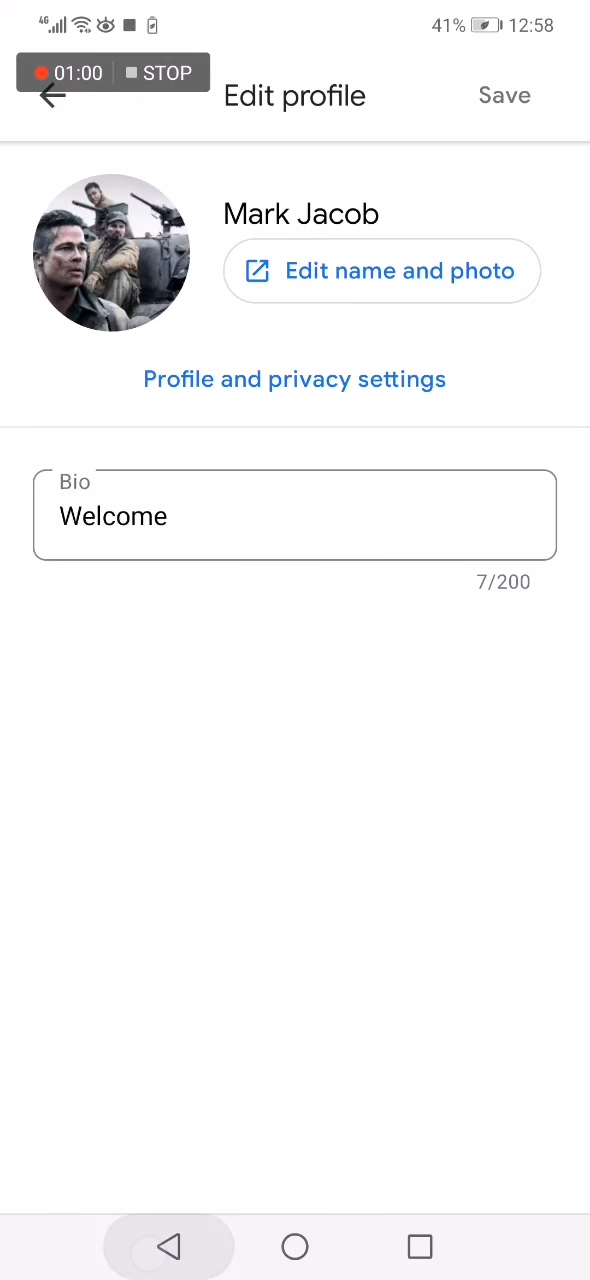 4G 41% 12:58
01:00 STOP
Edit profile Save
Mark Jacob
Edit name and photo
Profile and privacy settings
Bio
Welcome
7/200